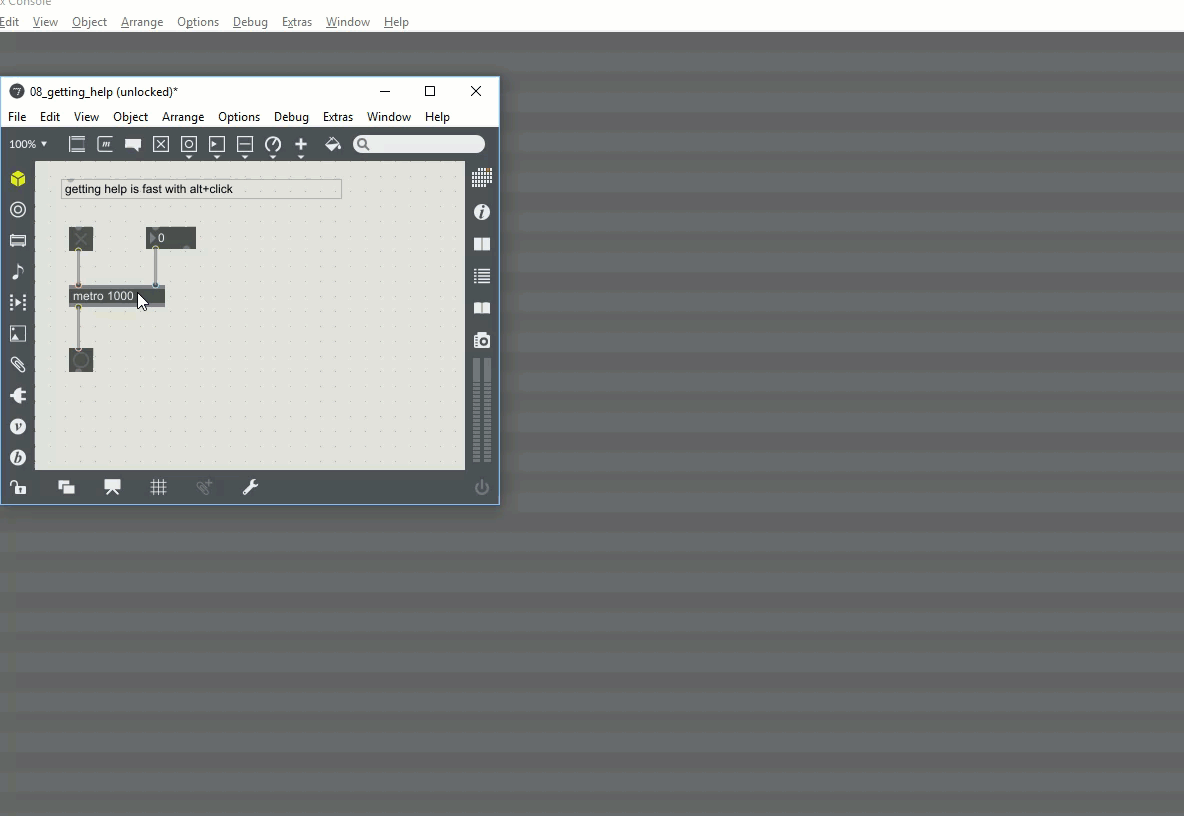 x Console
Edit View Object Arrange Options Debug Extras Window Help
08_getting_help (unlocked)*
File Edit View Object Arrange Options Debug Extras Window Help
100%
getting help is fast with alt+click
0
metro 1000